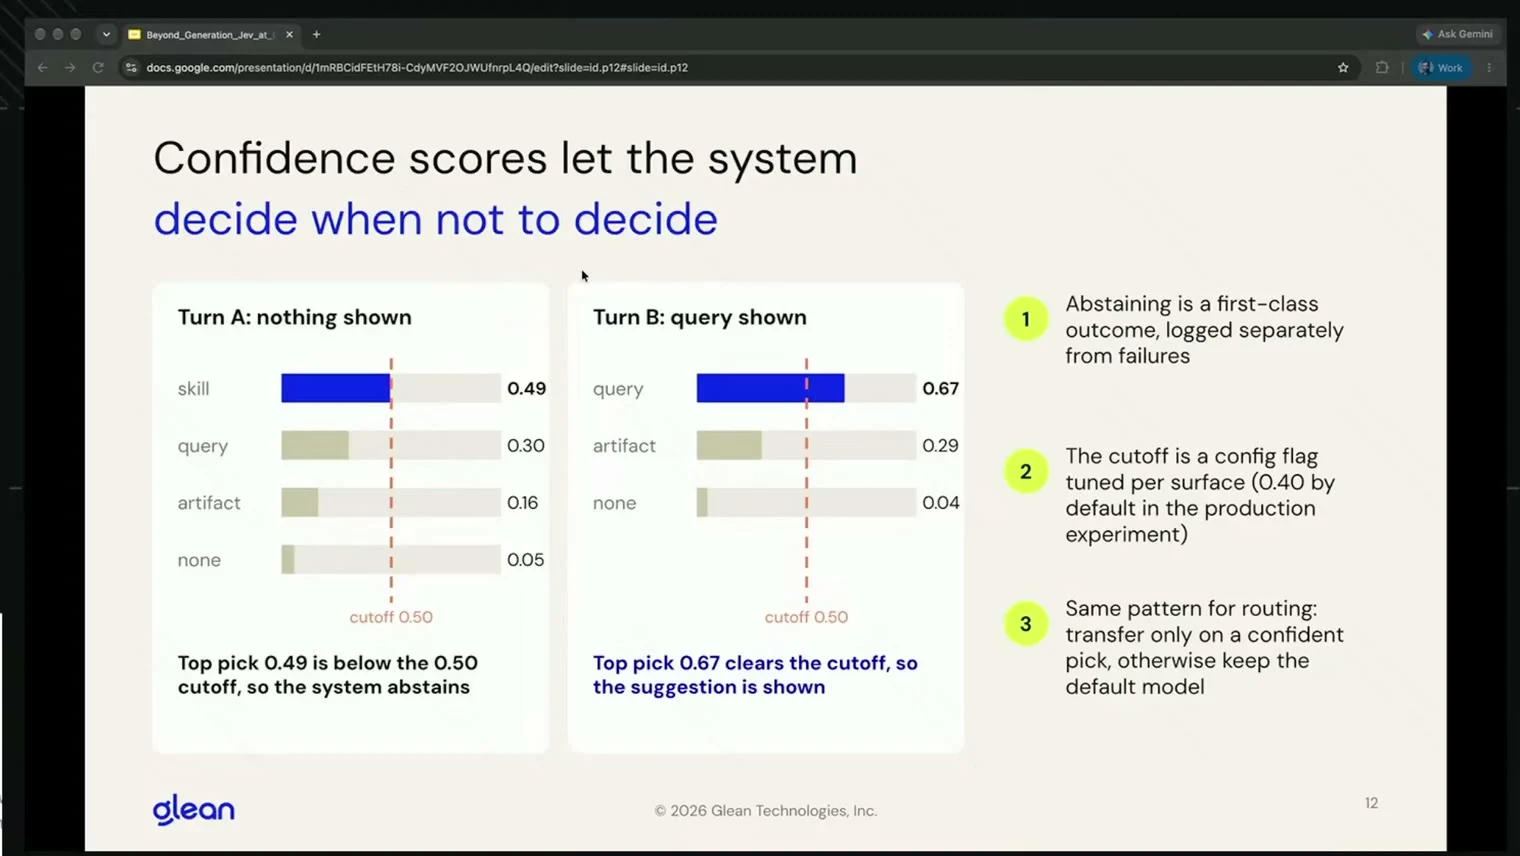 Beyond_Generation_Jev_at_
Ask Gemini
docs.google.com/presentation/d/1mRBCidFEtH78i-CdyMVF2OJWUfnrpL4Q/edit?slide=id.p12#slide=id.p12
Work
Confidence scores let the system
decide when not to decide
Turn A: nothing shown
skill 0.49
query 0.30
artifact 0.16
none 0.05
cutoff 0.50
Top pick 0.49 is below the 0.50
cutoff, so the system abstains
Turn B: query shown
query 0.67
artifact 0.29
none 0.04
cutoff 0.50
Top pick 0.67 clears the cutoff, so
the suggestion is shown
1
Abstaining is a first-class
outcome, logged separately
from failures
2
The cutoff is a config flag
tuned per surface (0.40 by
default in the production
experiment)
3
Same pattern for routing:
transfer only on a confident
pick, otherwise keep the
default model
glean
© 2026 Glean Technologies, Inc.
12